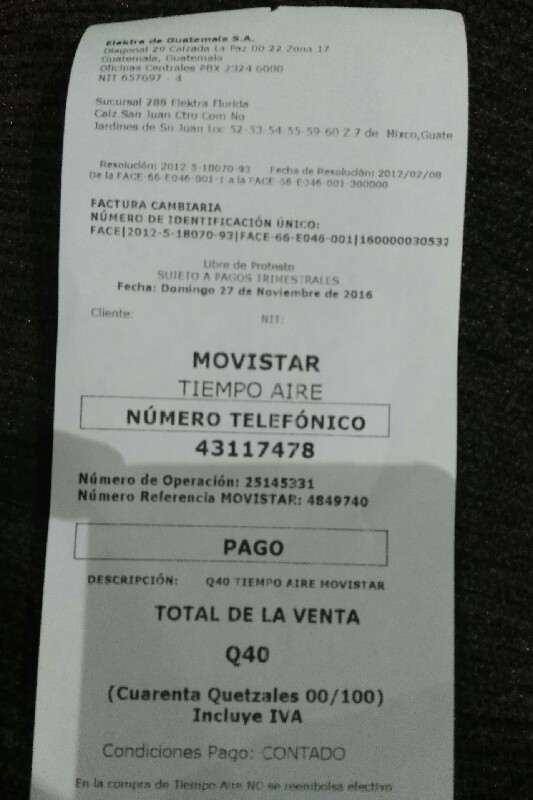 Elektra de Guatemala S.A.
Diagonal 29 Calzada La Paz 00 22 Zona 17
Guatemala, Guatemala
Oficinas Centrales PBX 2324 6000
NIT 657697 - 4
Sucursal 288 Elektra Florida
Calz.San Juan Ctro Com No
Jardines de Sn Juan Loc 52-53-54-55-59-60 Z.7 de Mixco,Guate
Resolución: 2012-5-18070-93 Fecha de Resolución: 2012/02/08
De la FACE-66-E046-001-1 a la FACE-66-E046-001-300000
FACTURA CAMBIARIA
NÚMERO DE IDENTIFICACIÓN ÚNICO:
FACE|2012-5-18070-93|FACE-66-E046-001|160000030532
Libre de Protesto
SUJETO A PAGOS TRIMESTRALES
Fecha: Domingo 27 de Noviembre de 2016
Cliente: NIT:
MOVISTAR
TIEMPO AIRE
NÚMERO TELEFÓNICO
43117478
Número de Operación: 25145331
Número Referencia MOVISTAR: 4849740
PAGO
DESCRIPCIÓN: Q40 TIEMPO AIRE MOVISTAR
TOTAL DE LA VENTA
Q40
(Cuarenta Quetzales 00/100)
Incluye IVA
Condiciones Pago: CONTADO
En la compra de Tiempo Aire NO se reembolsa efectivo